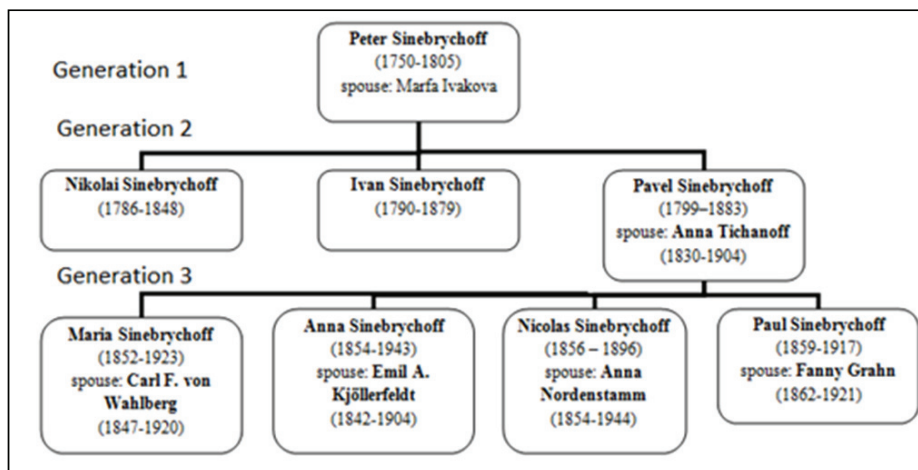 Peter Sinebrychoff
(1750-1805)
spouse: Marfa Ivakova
Generation 1
Generation 2
Nikolai Sinebrychoff
(1786-1848)
Ivan Sinebrychoff
(1790-1879)
Pavel Sinebrychoff
(1799–1883)
spouse: Anna Tichanoff
(1830-1904)
Generation 3
Maria Sinebrychoff
(1852-1923)
spouse: Carl F. von
Wahlberg
(1847-1920)
Anna Sinebrychoff
(1854-1943)
spouse: Emil A.
Kjöllerfeldt
(1842-1904)
Nicolas Sinebrychoff
(1856 – 1896)
spouse: Anna
Nordenstamm
(1854-1944)
Paul Sinebrychoff
(1859-1917)
spouse: Fanny Grahn
(1862-1921)